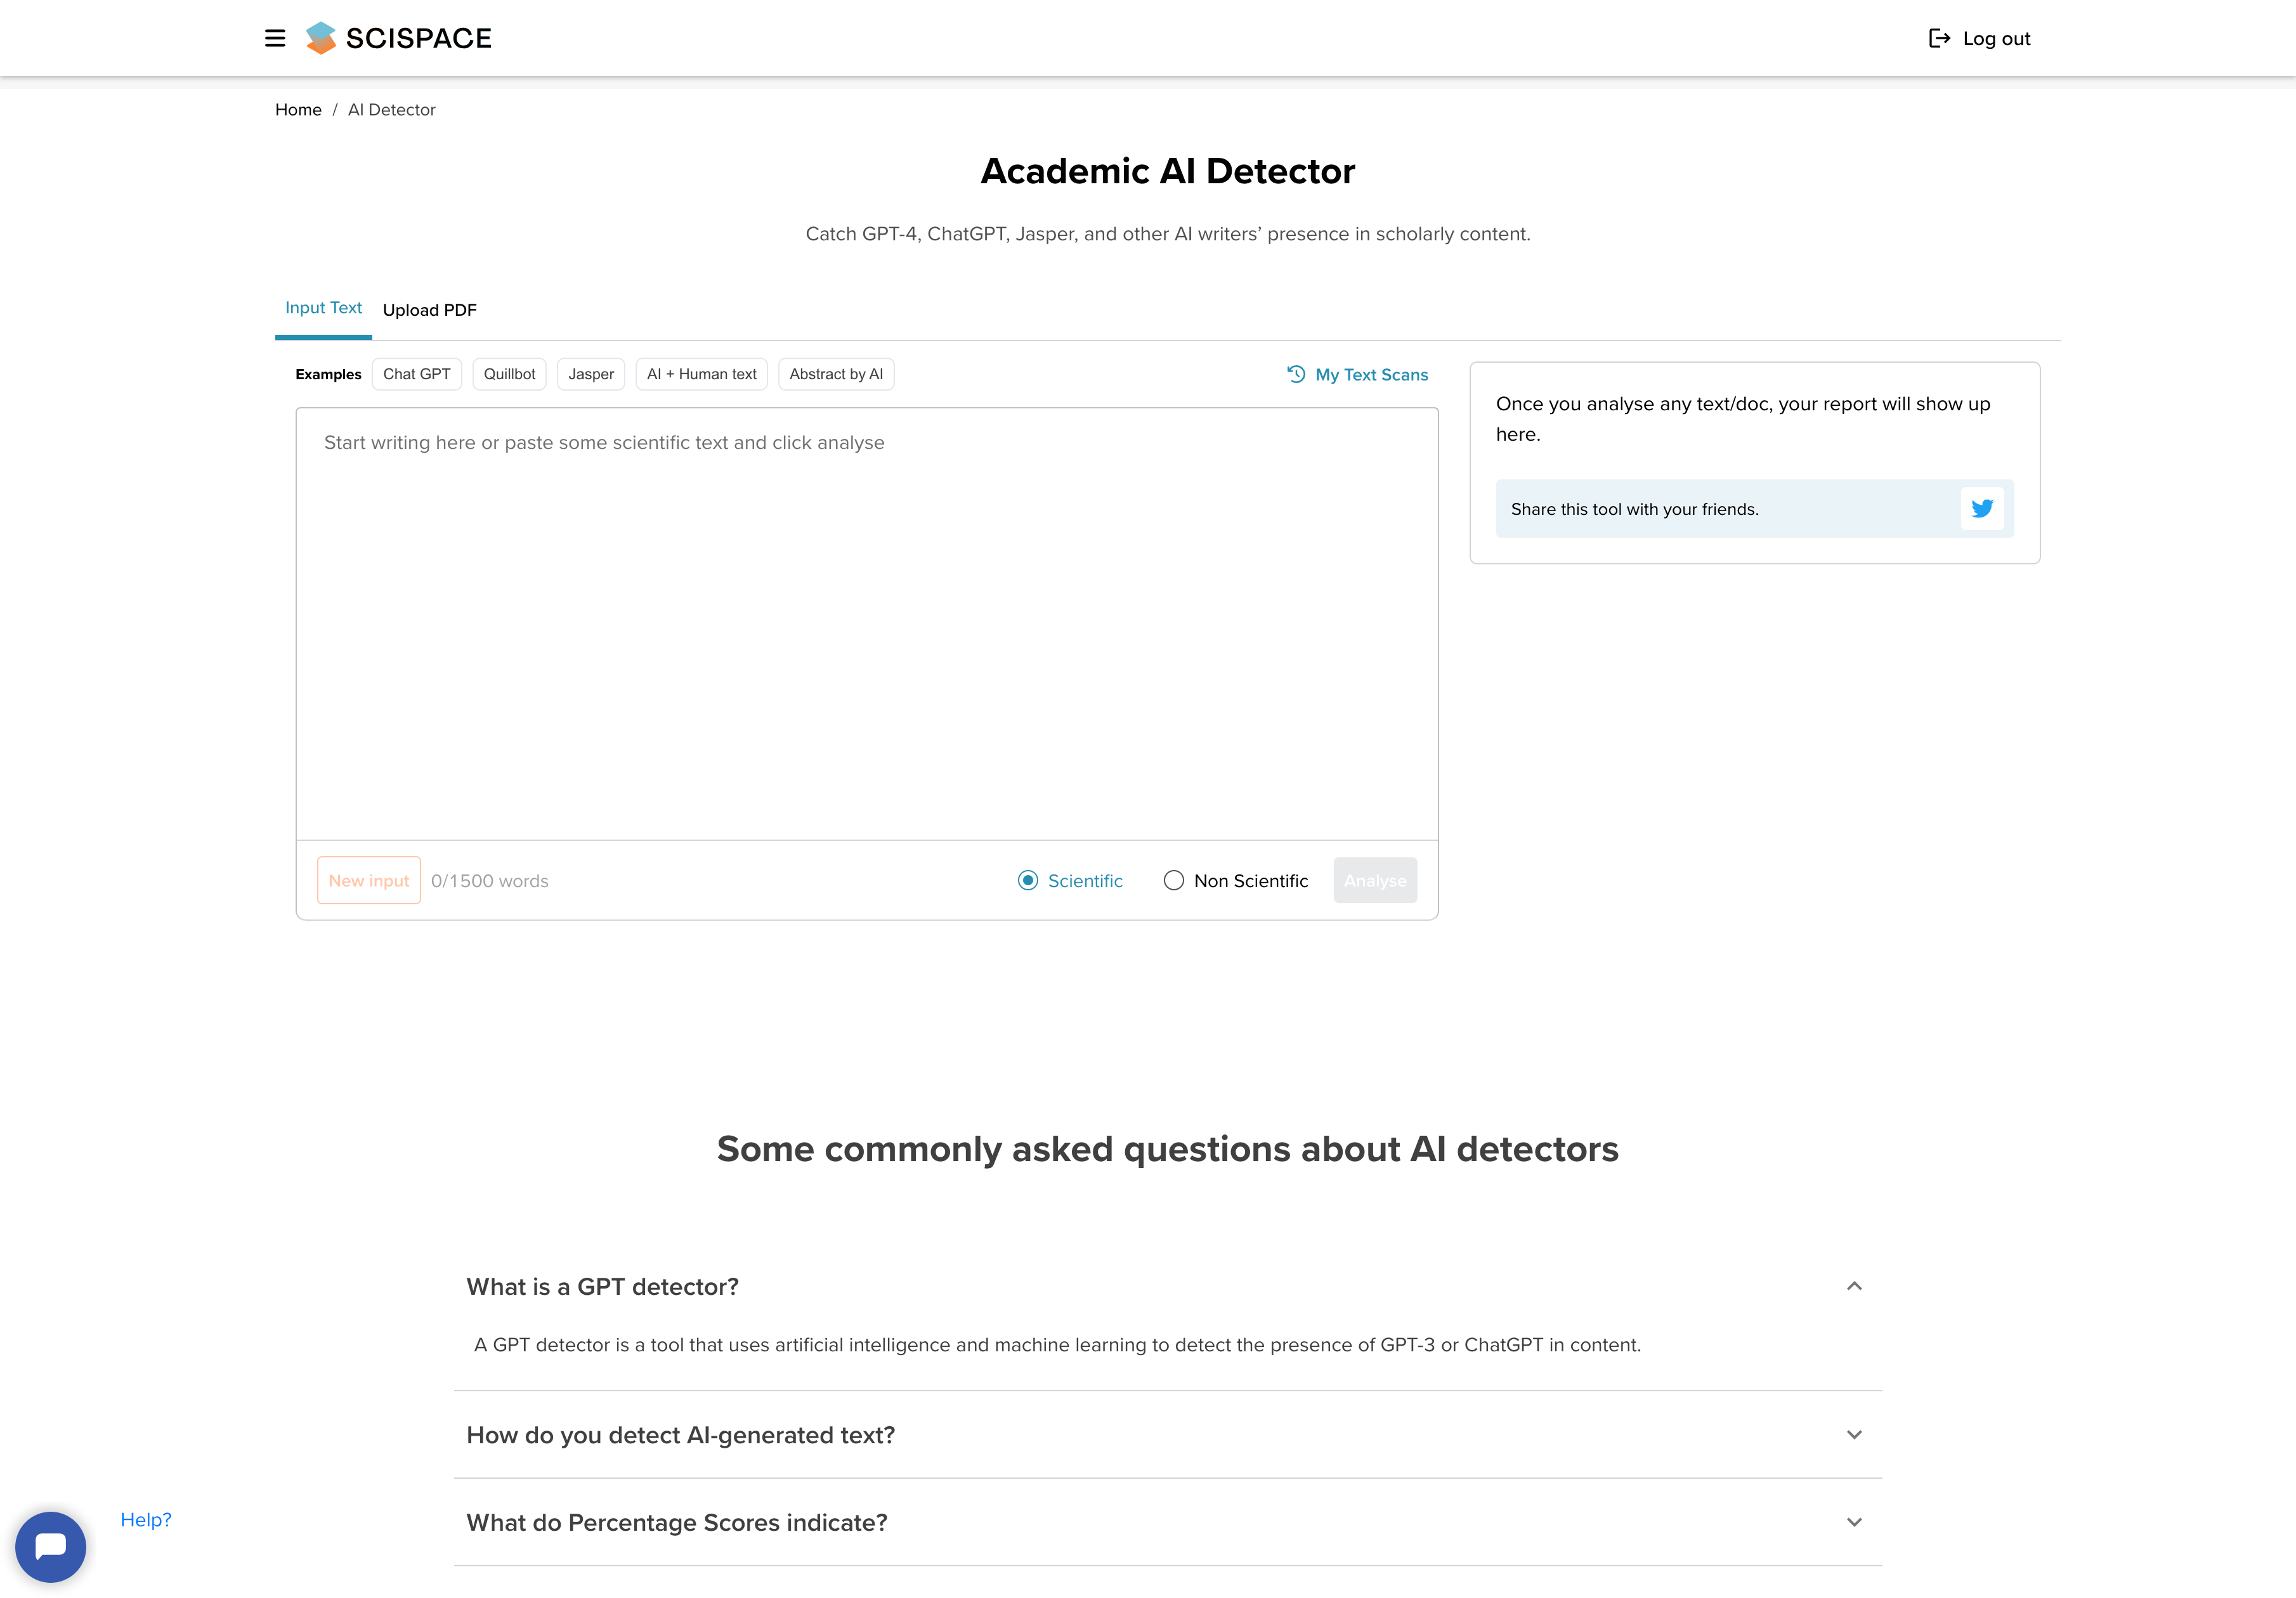 SCISPACE
Log out
Home / AI Detector
Academic AI Detector
Catch GPT-4, ChatGPT, Jasper, and other AI writers’ presence in scholarly content.
Input Text
Upload PDF
Examples
Chat GPT
Quillbot
Jasper
AI + Human text
Abstract by AI
My Text Scans
Start writing here or paste some scientific text and click analyse
New input
0/1500 words
Scientific
Non Scientific
Analyse
Once you analyse any text/doc, your report will show up
here.
Share this tool with your friends.
Some commonly asked questions about AI detectors
What is a GPT detector?
A GPT detector is a tool that uses artificial intelligence and machine learning to detect the presence of GPT-3 or ChatGPT in content.
How do you detect AI-generated text?
What do Percentage Scores indicate?
Help?